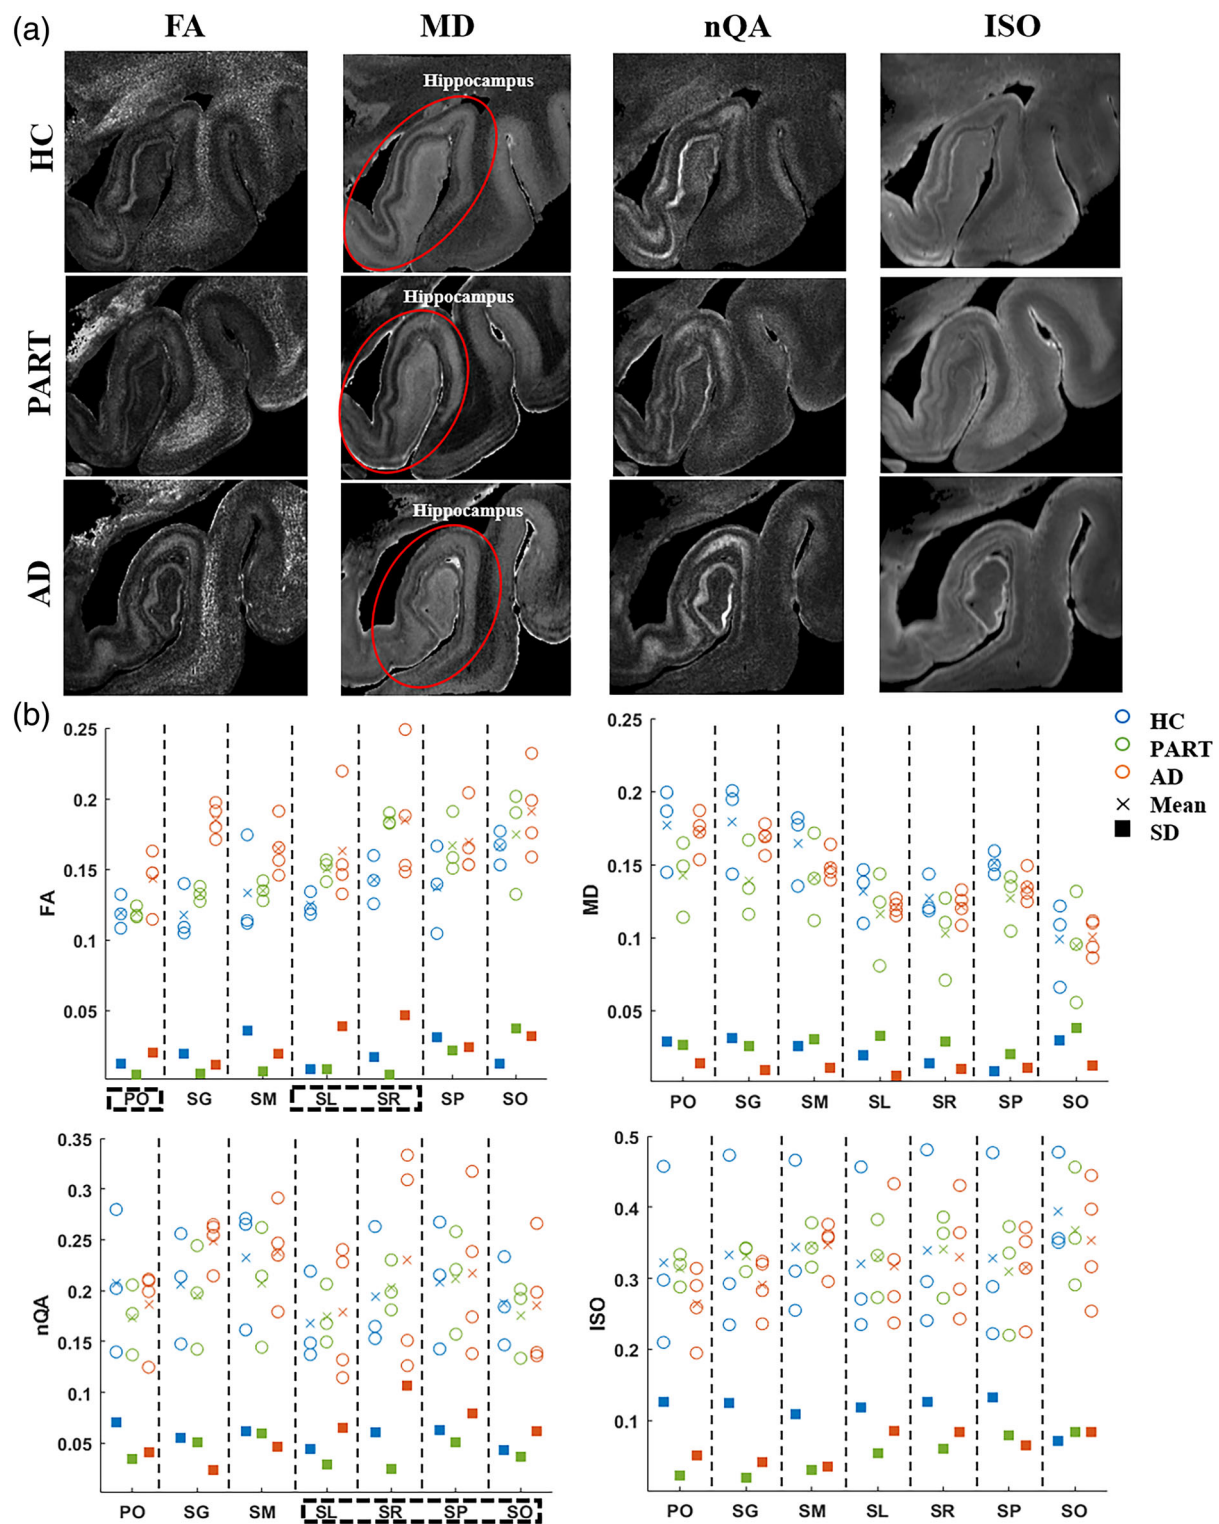 (a)
FA MD nQA ISO
HC
Hippocampus
PART
Hippocampus
AD
Hippocampus
(b)
FA
0.25
0.2
0.15
0.1
0.05
PO SG SM SL SR SP SO
MD
0.25
0.2
0.15
0.1
0.05
PO SG SM SL SR SP SO
HC
PART
AD
Mean
SD
nQA
0.35
0.3
0.25
0.2
0.15
0.1
0.05
PO SG SM SL SR SP SO
ISO
0.5
0.4
0.3
0.2
0.1
PO SG SM SL SR SP SO